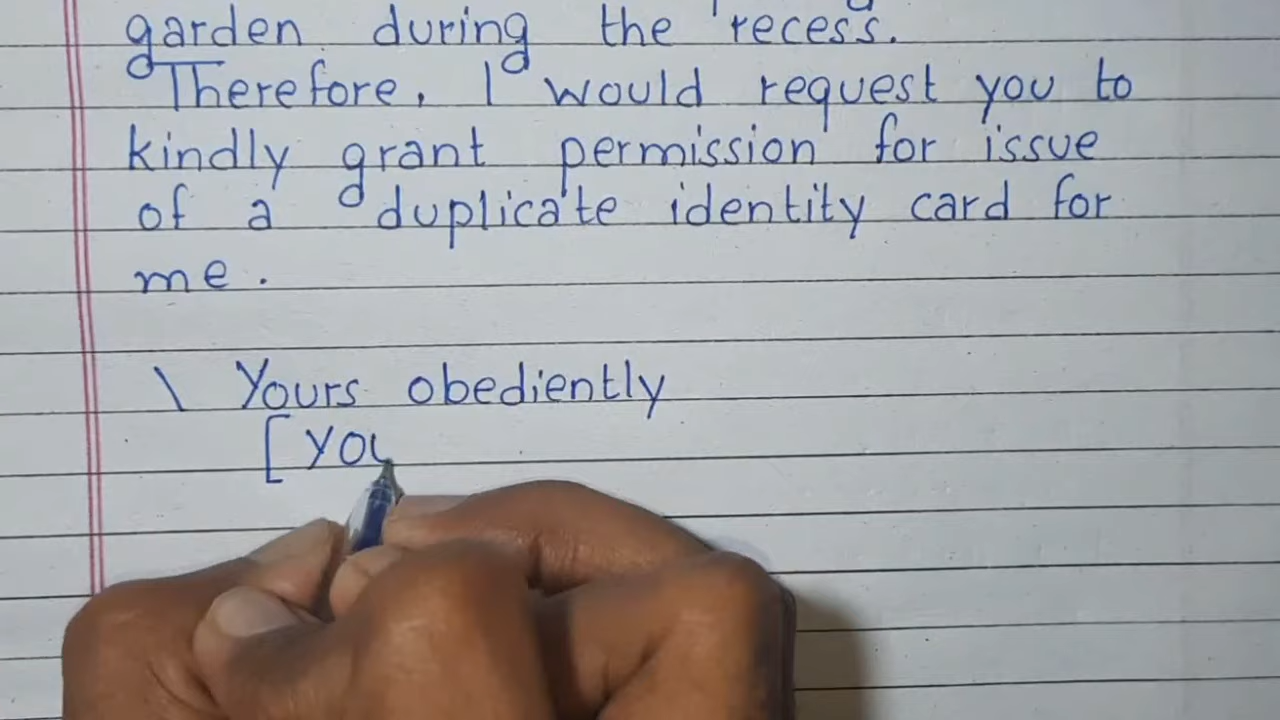 garden during the recess.
Therefore, I would request you to
kindly grant permission for issue
of a duplicate identity card for
me.
\ Yours obediently
[YOU